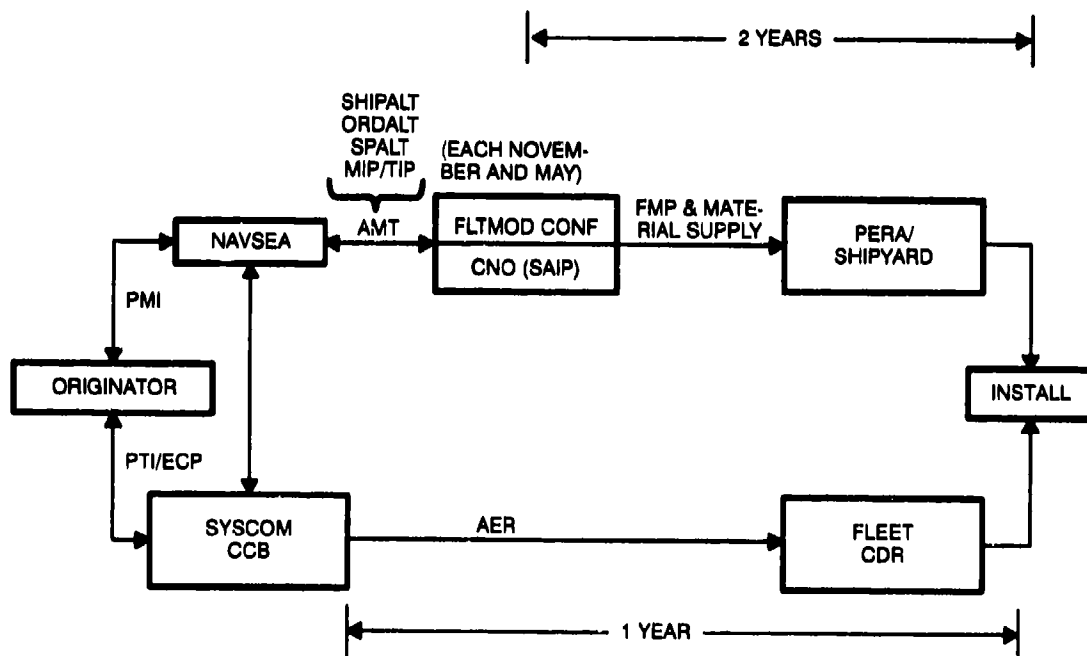 2 YEARS
SHIPALT
ORDALT
SPALT
MIP/TIP
(EACH NOVEM-
BER AND MAY)
NAVSEA
AMT
FLTMOD CONF
CNO (SAIP)
FMP & MATE-
RIAL SUPPLY
PERA/
SHIPYARD
PMI
ORIGINATOR
INSTALL
PTI/ECP
SYSCOM
CCB
AER
FLEET
CDR
1 YEAR